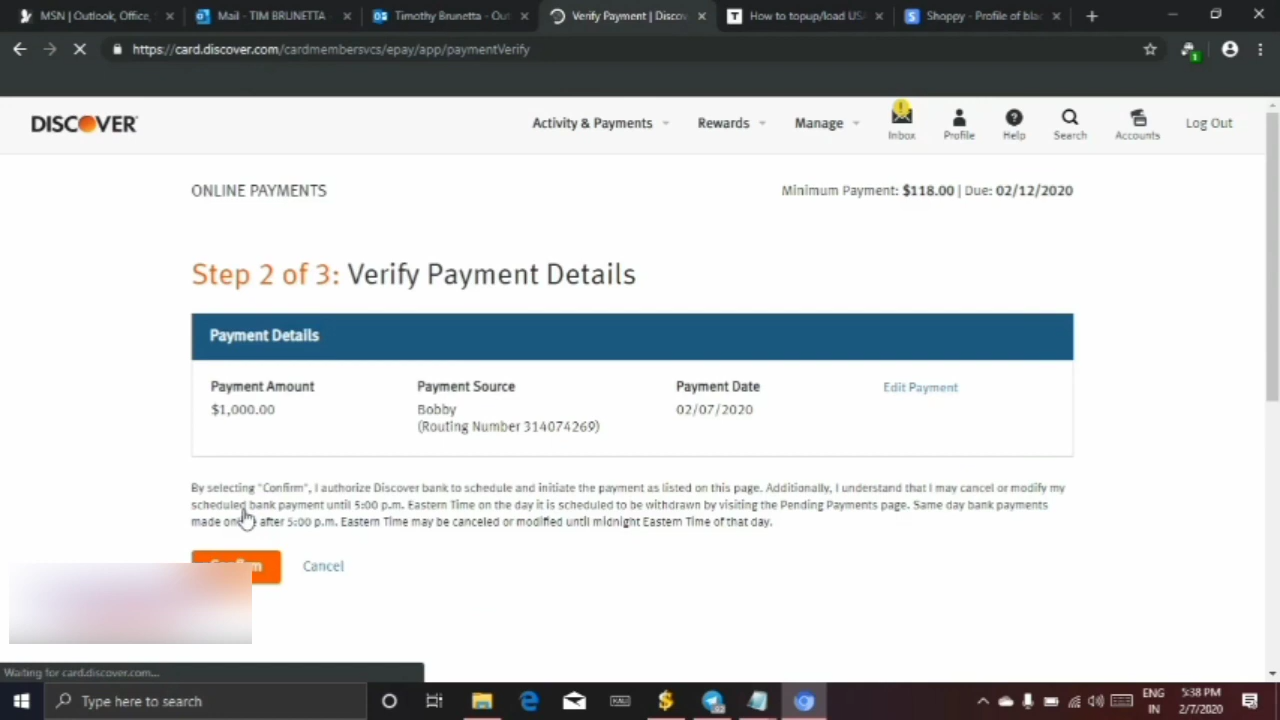 MSN | Outlook, Office,
Mail - TIM BRUNETTA
Timothy Brunetta - Out
Verify Payment | Discov
How to topup/load USA
Shoppy - Profile of bla
https://card.discover.com/cardmembersvcs/epay/app/paymentVerify
1
DISCOVER
Activity & Payments
Rewards
Manage
Inbox
Profile
Help
Search
Accounts
Log Out
ONLINE PAYMENTS
Minimum Payment: $118.00 | Due: 02/12/2020
Step 2 of 3: Verify Payment Details
Payment Details
Payment Amount
Payment Source
Payment Date
Edit Payment
$1,000.00
Bobby
02/07/2020
(Routing Number 314074269)
By selecting "Confirm", I authorize Discover bank to schedule and initiate the payment as listed on this page. Additionally, I understand that I may cancel or modify my
scheduled bank payment until 5:00 p.m. Eastern Time on the day it is scheduled to be withdrawn by visiting the Pending Payments page. Same day bank payments
made on after 5:00 p.m. Eastern Time may be canceled or modified until midnight Eastern Time of that day.
Confirm
Cancel
Waiting for card.discover.com...
Type here to search
ENG
IN
5:38 PM
2/7/2020